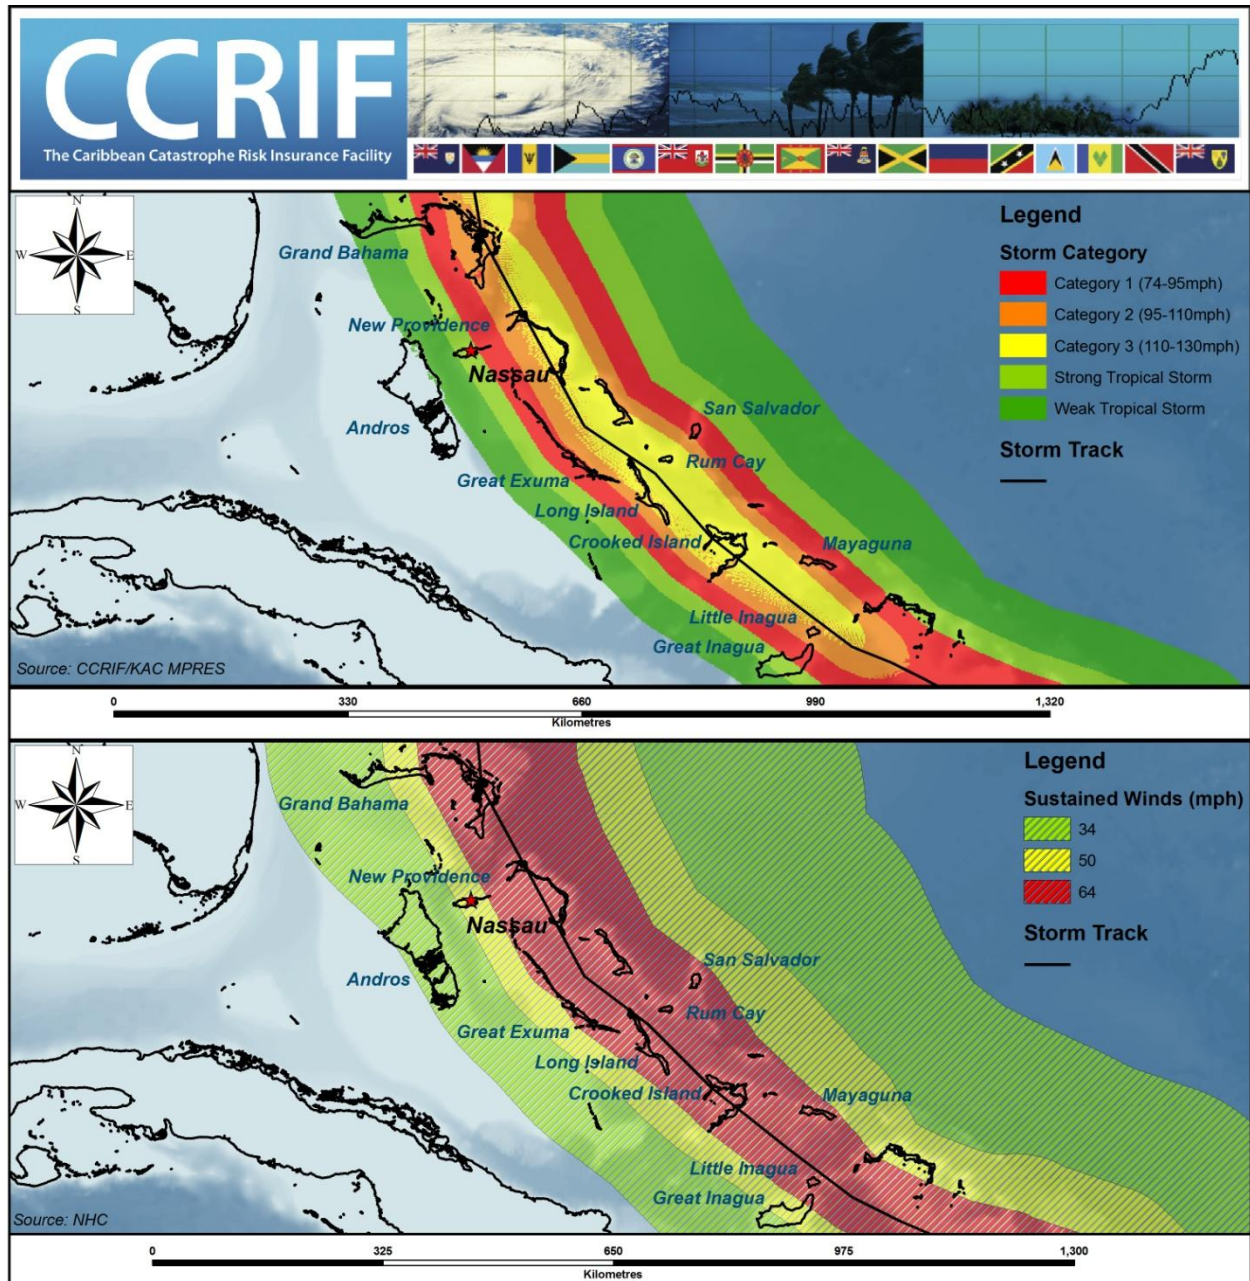 CCRIF
The Caribbean Catastrophe Risk Insurance Facility
N
W
E
S
Grand Bahama
New Providence
Nassau
Andros
San Salvador
Rum Cay
Great Exuma
Long Island
Crooked Island
Mayaguna
Little Inagua
Great Inagua
Source: CCRIF/KAC MPRES
Legend
Storm Category
Category 1 (74-95mph)
Category 2 (95-110mph)
Category 3 (110-130mph)
Strong Tropical Storm
Weak Tropical Storm
Storm Track
0 330 660 990 1,320
Kilometres
N
W
E
S
Grand Bahama
New Providence
Nassau
Andros
San Salvador
Rum Cay
Great Exuma
Long Island
Crooked Island
Mayaguna
Little Inagua
Great Inagua
Source: NHC
Legend
Sustained Winds (mph)
34
50
64
Storm Track
0 325 650 975 1,300
Kilometres